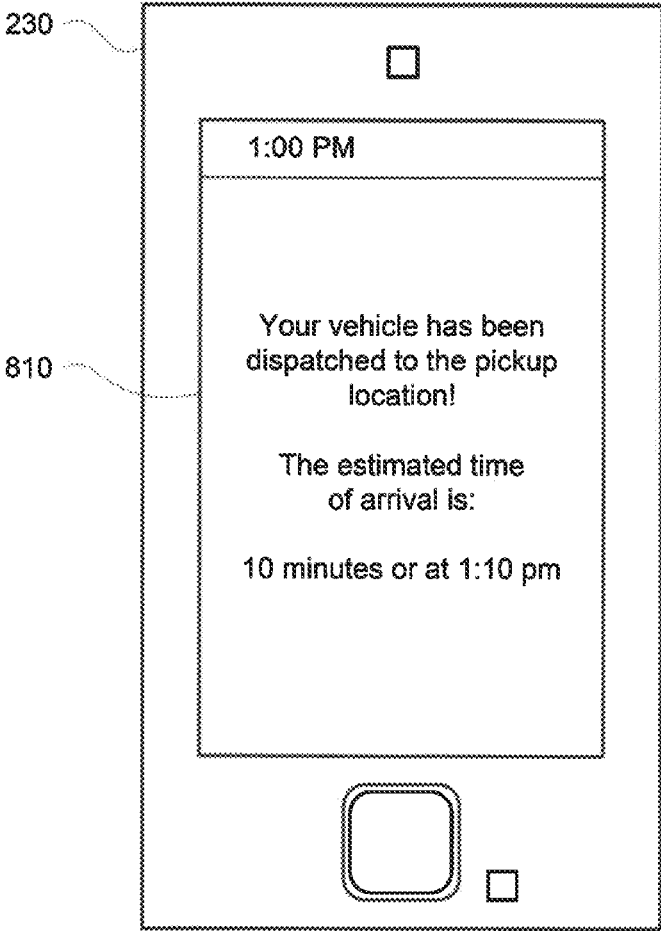 230
1:00 PM
Your vehicle has been
dispatched to the pickup
location!
810
The estimated time
of arrival is:
10 minutes or at 1:10 pm